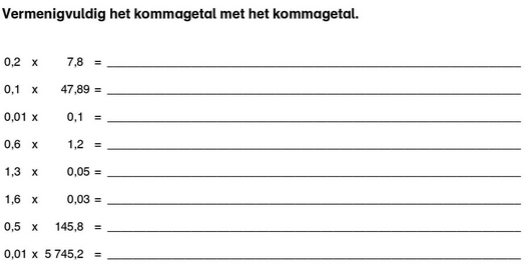 Vermenigvuldig het kommagetal met het kommagetal.
0,2 x 7,8 =
0,1 x 47,89 =
0,01 x 0,1 =
0,6 x 1,2 =
1,3 x 0,05 =
1,6 x 0,03 =
0,5 x 145,8 =
0,01 x 5 745,2 =